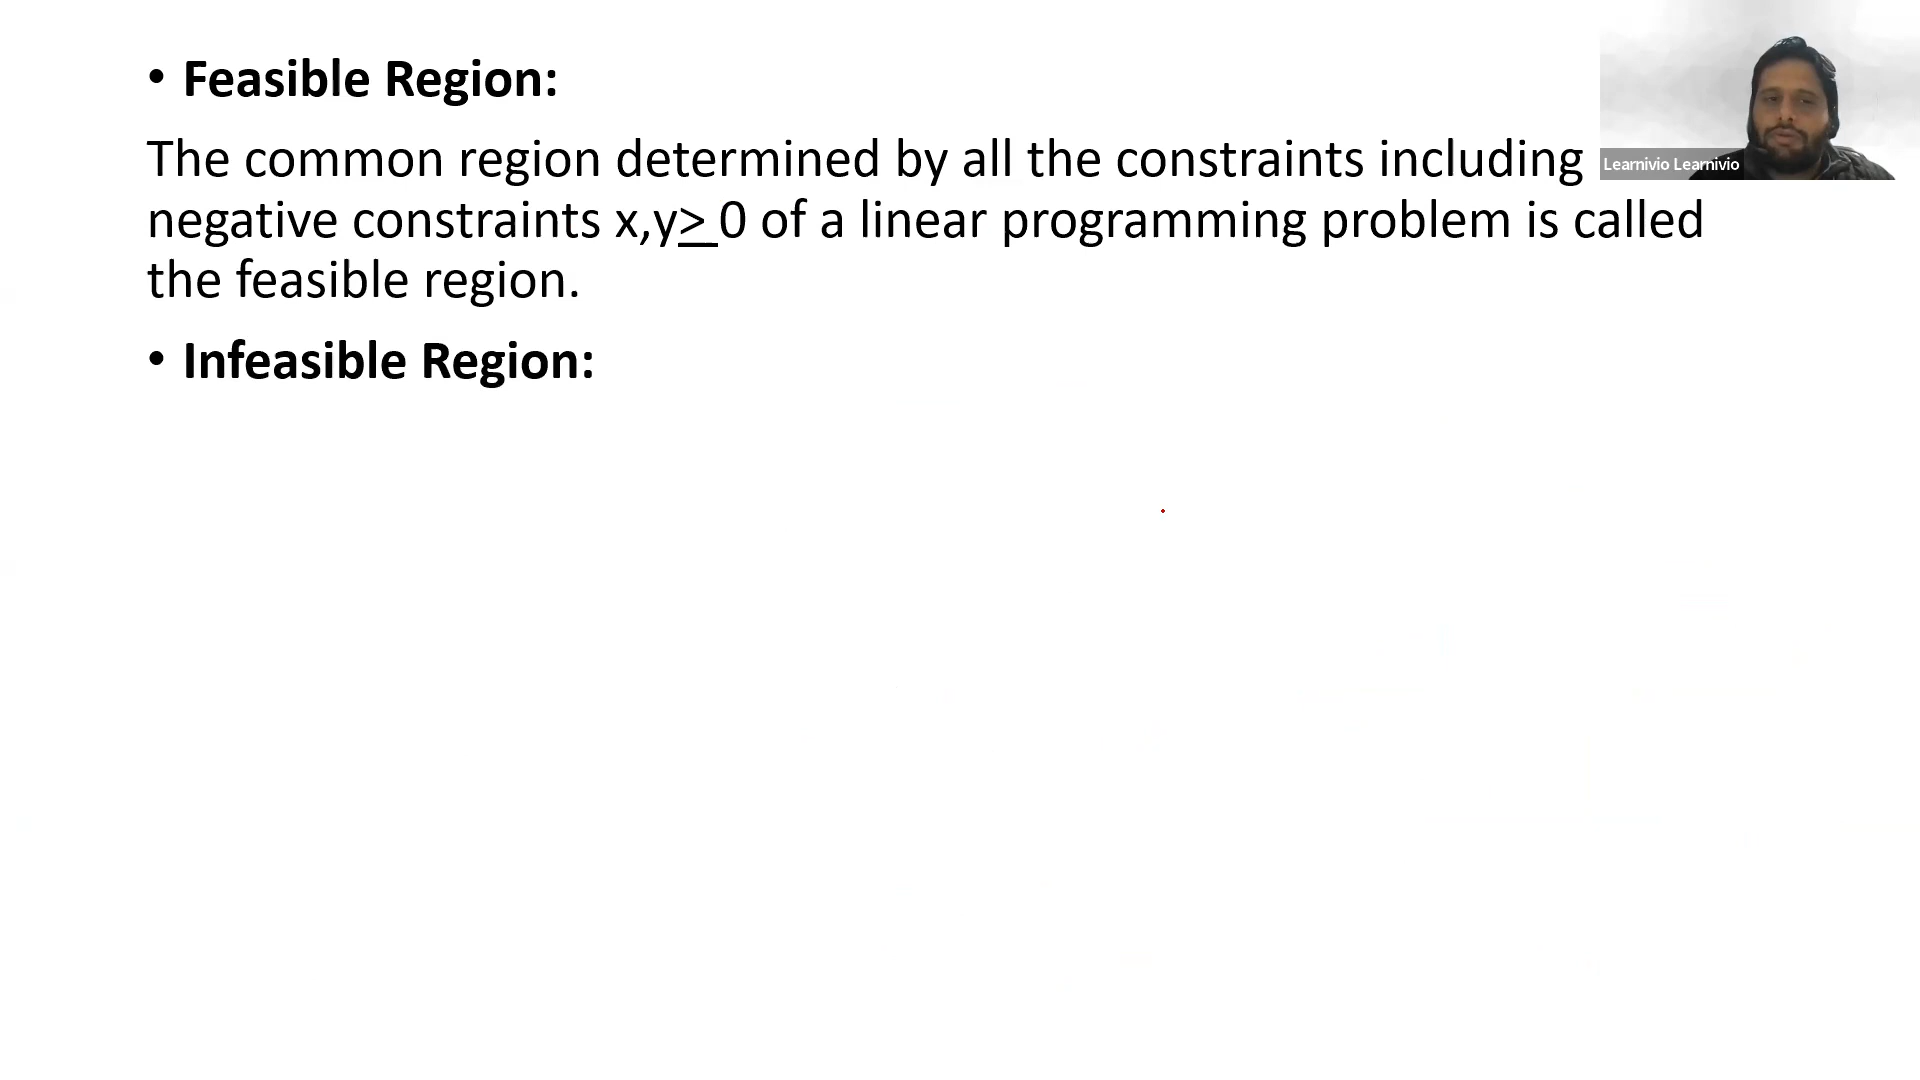 • Feasible Region:
The common region determined by all the constraints including
negative constraints x,y≥ 0 of a linear programming problem is called
the feasible region.
• Infeasible Region:
Learnivio Learnivio